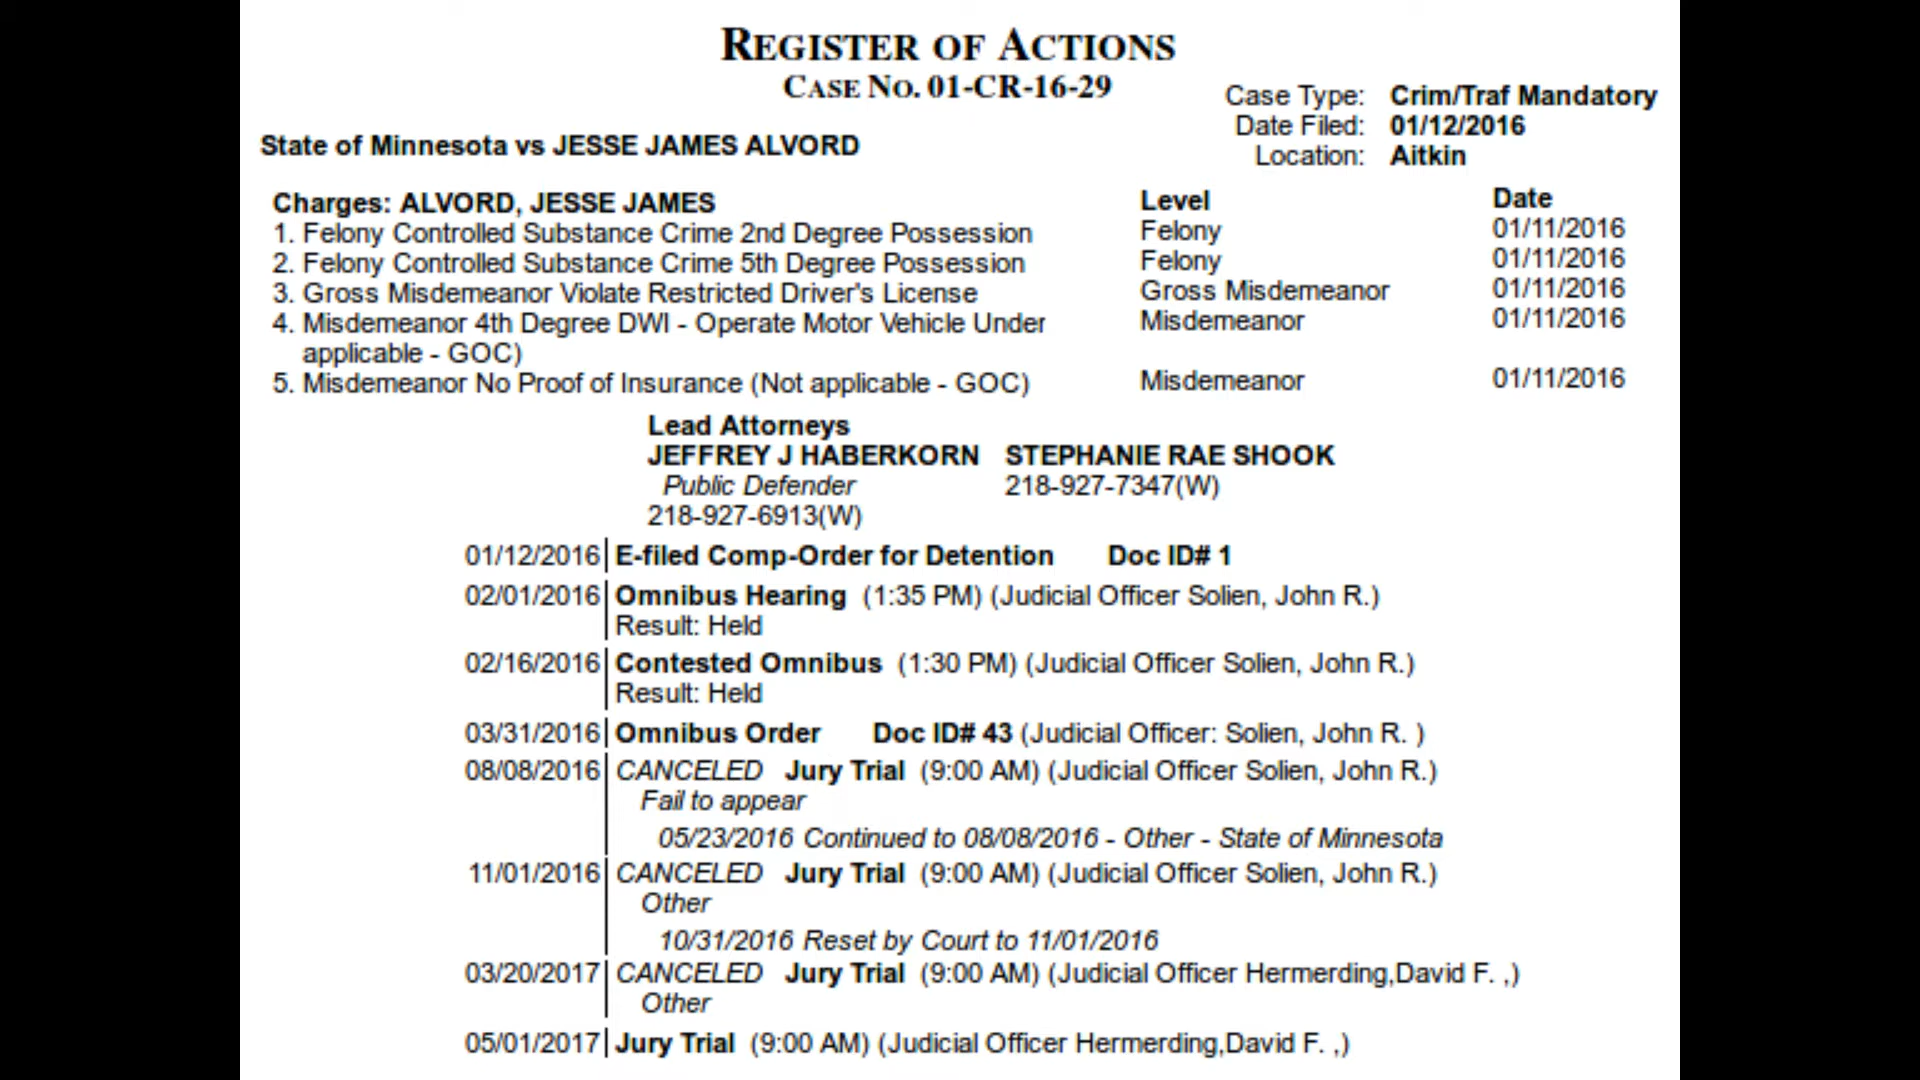 REGISTER OF ACTIONS
CASE NO. 01-CR-16-29
Case Type: Crim/Traf Mandatory
Date Filed: 01/12/2016
Location: Aitkin
State of Minnesota vs JESSE JAMES ALVORD
Charges: ALVORD, JESSE JAMES Level Date
1. Felony Controlled Substance Crime 2nd Degree Possession Felony 01/11/2016
2. Felony Controlled Substance Crime 5th Degree Possession Felony 01/11/2016
3. Gross Misdemeanor Violate Restricted Driver's License Gross Misdemeanor 01/11/2016
4. Misdemeanor 4th Degree DWI - Operate Motor Vehicle Under Misdemeanor 01/11/2016
applicable - GOC)
5. Misdemeanor No Proof of Insurance (Not applicable - GOC) Misdemeanor 01/11/2016
Lead Attorneys
JEFFREY J HABERKORN STEPHANIE RAE SHOOK
Public Defender 218-927-7347(W)
218-927-6913(W)
01/12/2016 E-filed Comp-Order for Detention Doc ID# 1
02/01/2016 Omnibus Hearing (1:35 PM) (Judicial Officer Solien, John R.)
Result: Held
02/16/2016 Contested Omnibus (1:30 PM) (Judicial Officer Solien, John R.)
Result: Held
03/31/2016 Omnibus Order Doc ID# 43 (Judicial Officer: Solien, John R. )
08/08/2016 CANCELED Jury Trial (9:00 AM) (Judicial Officer Solien, John R.)
Fail to appear
05/23/2016 Continued to 08/08/2016 - Other - State of Minnesota
11/01/2016 CANCELED Jury Trial (9:00 AM) (Judicial Officer Solien, John R.)
Other
10/31/2016 Reset by Court to 11/01/2016
03/20/2017 CANCELED Jury Trial (9:00 AM) (Judicial Officer Hermerding,David F. ,)
Other
05/01/2017 Jury Trial (9:00 AM) (Judicial Officer Hermerding,David F. ,)